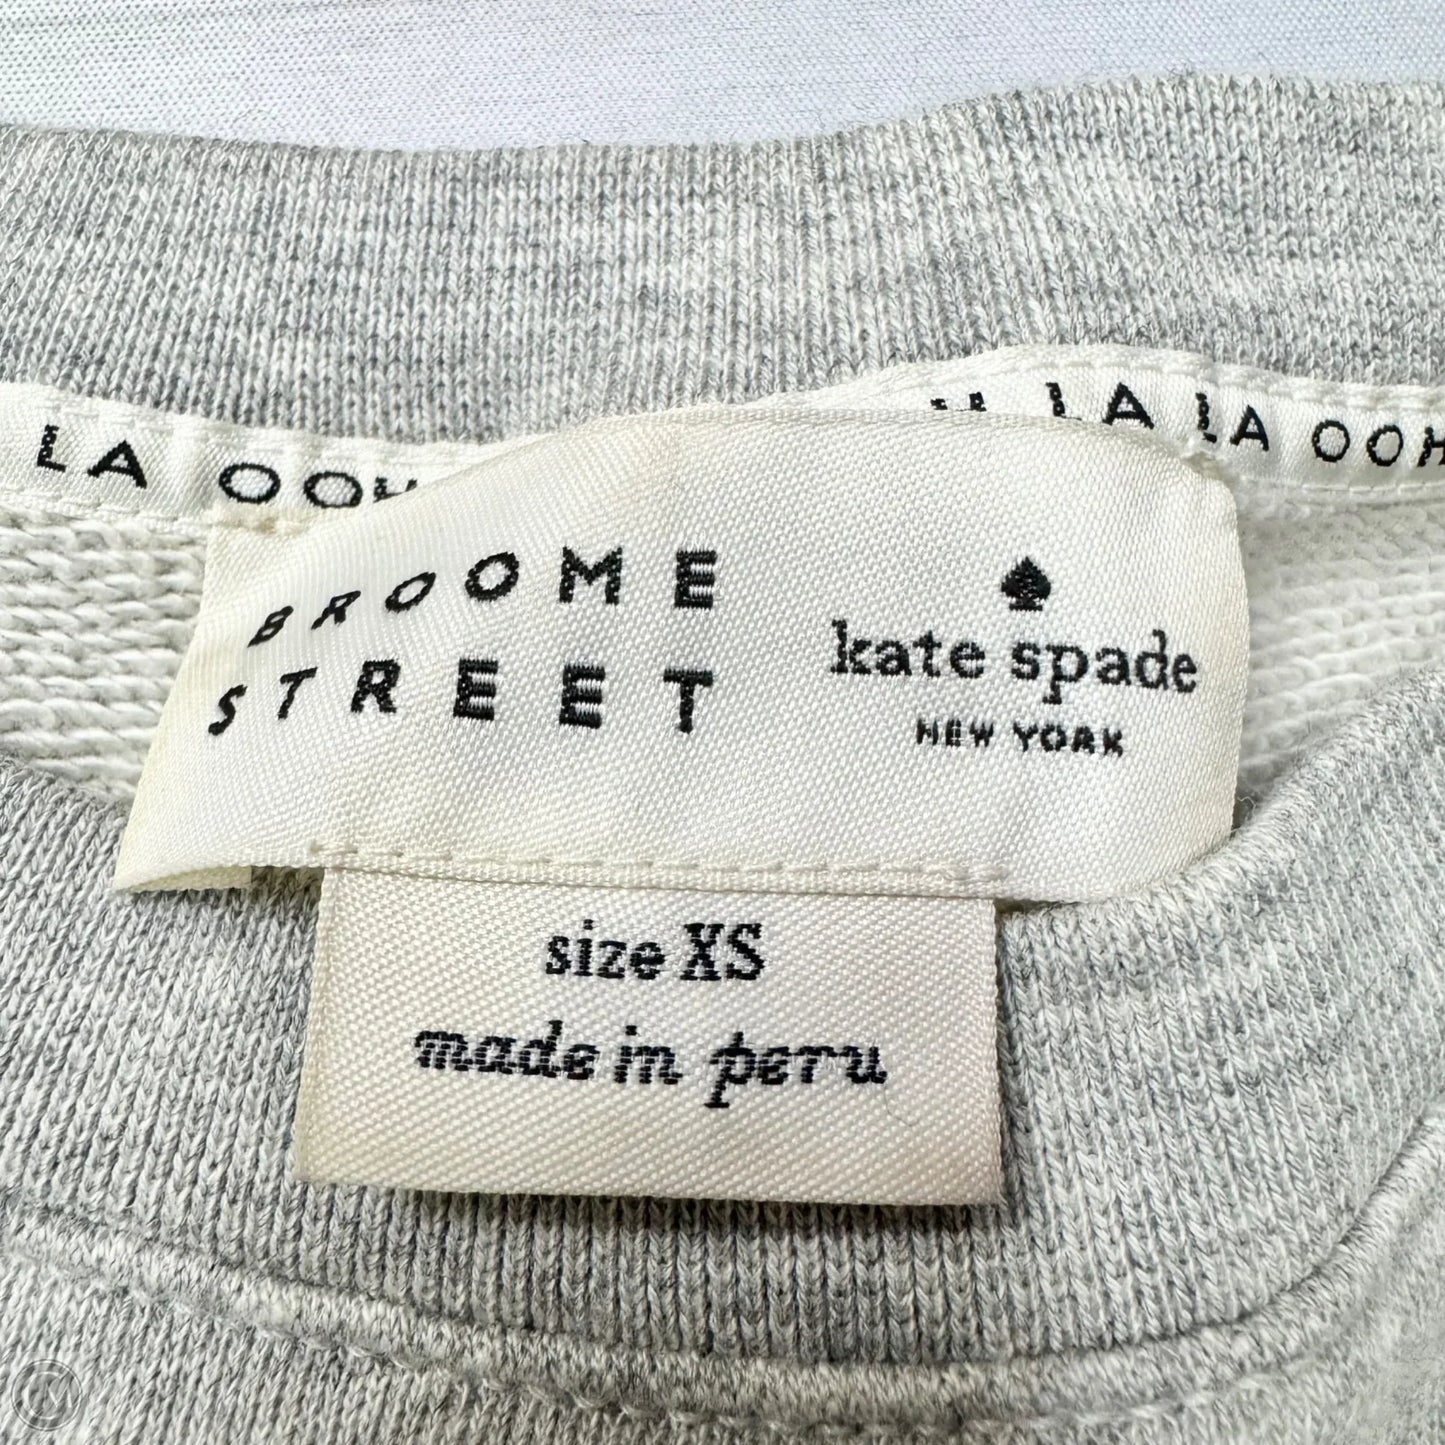 LA OOH
LA LA OOH
BROOME
STREET
kate spade
NEW YORK
size XS
made in peru